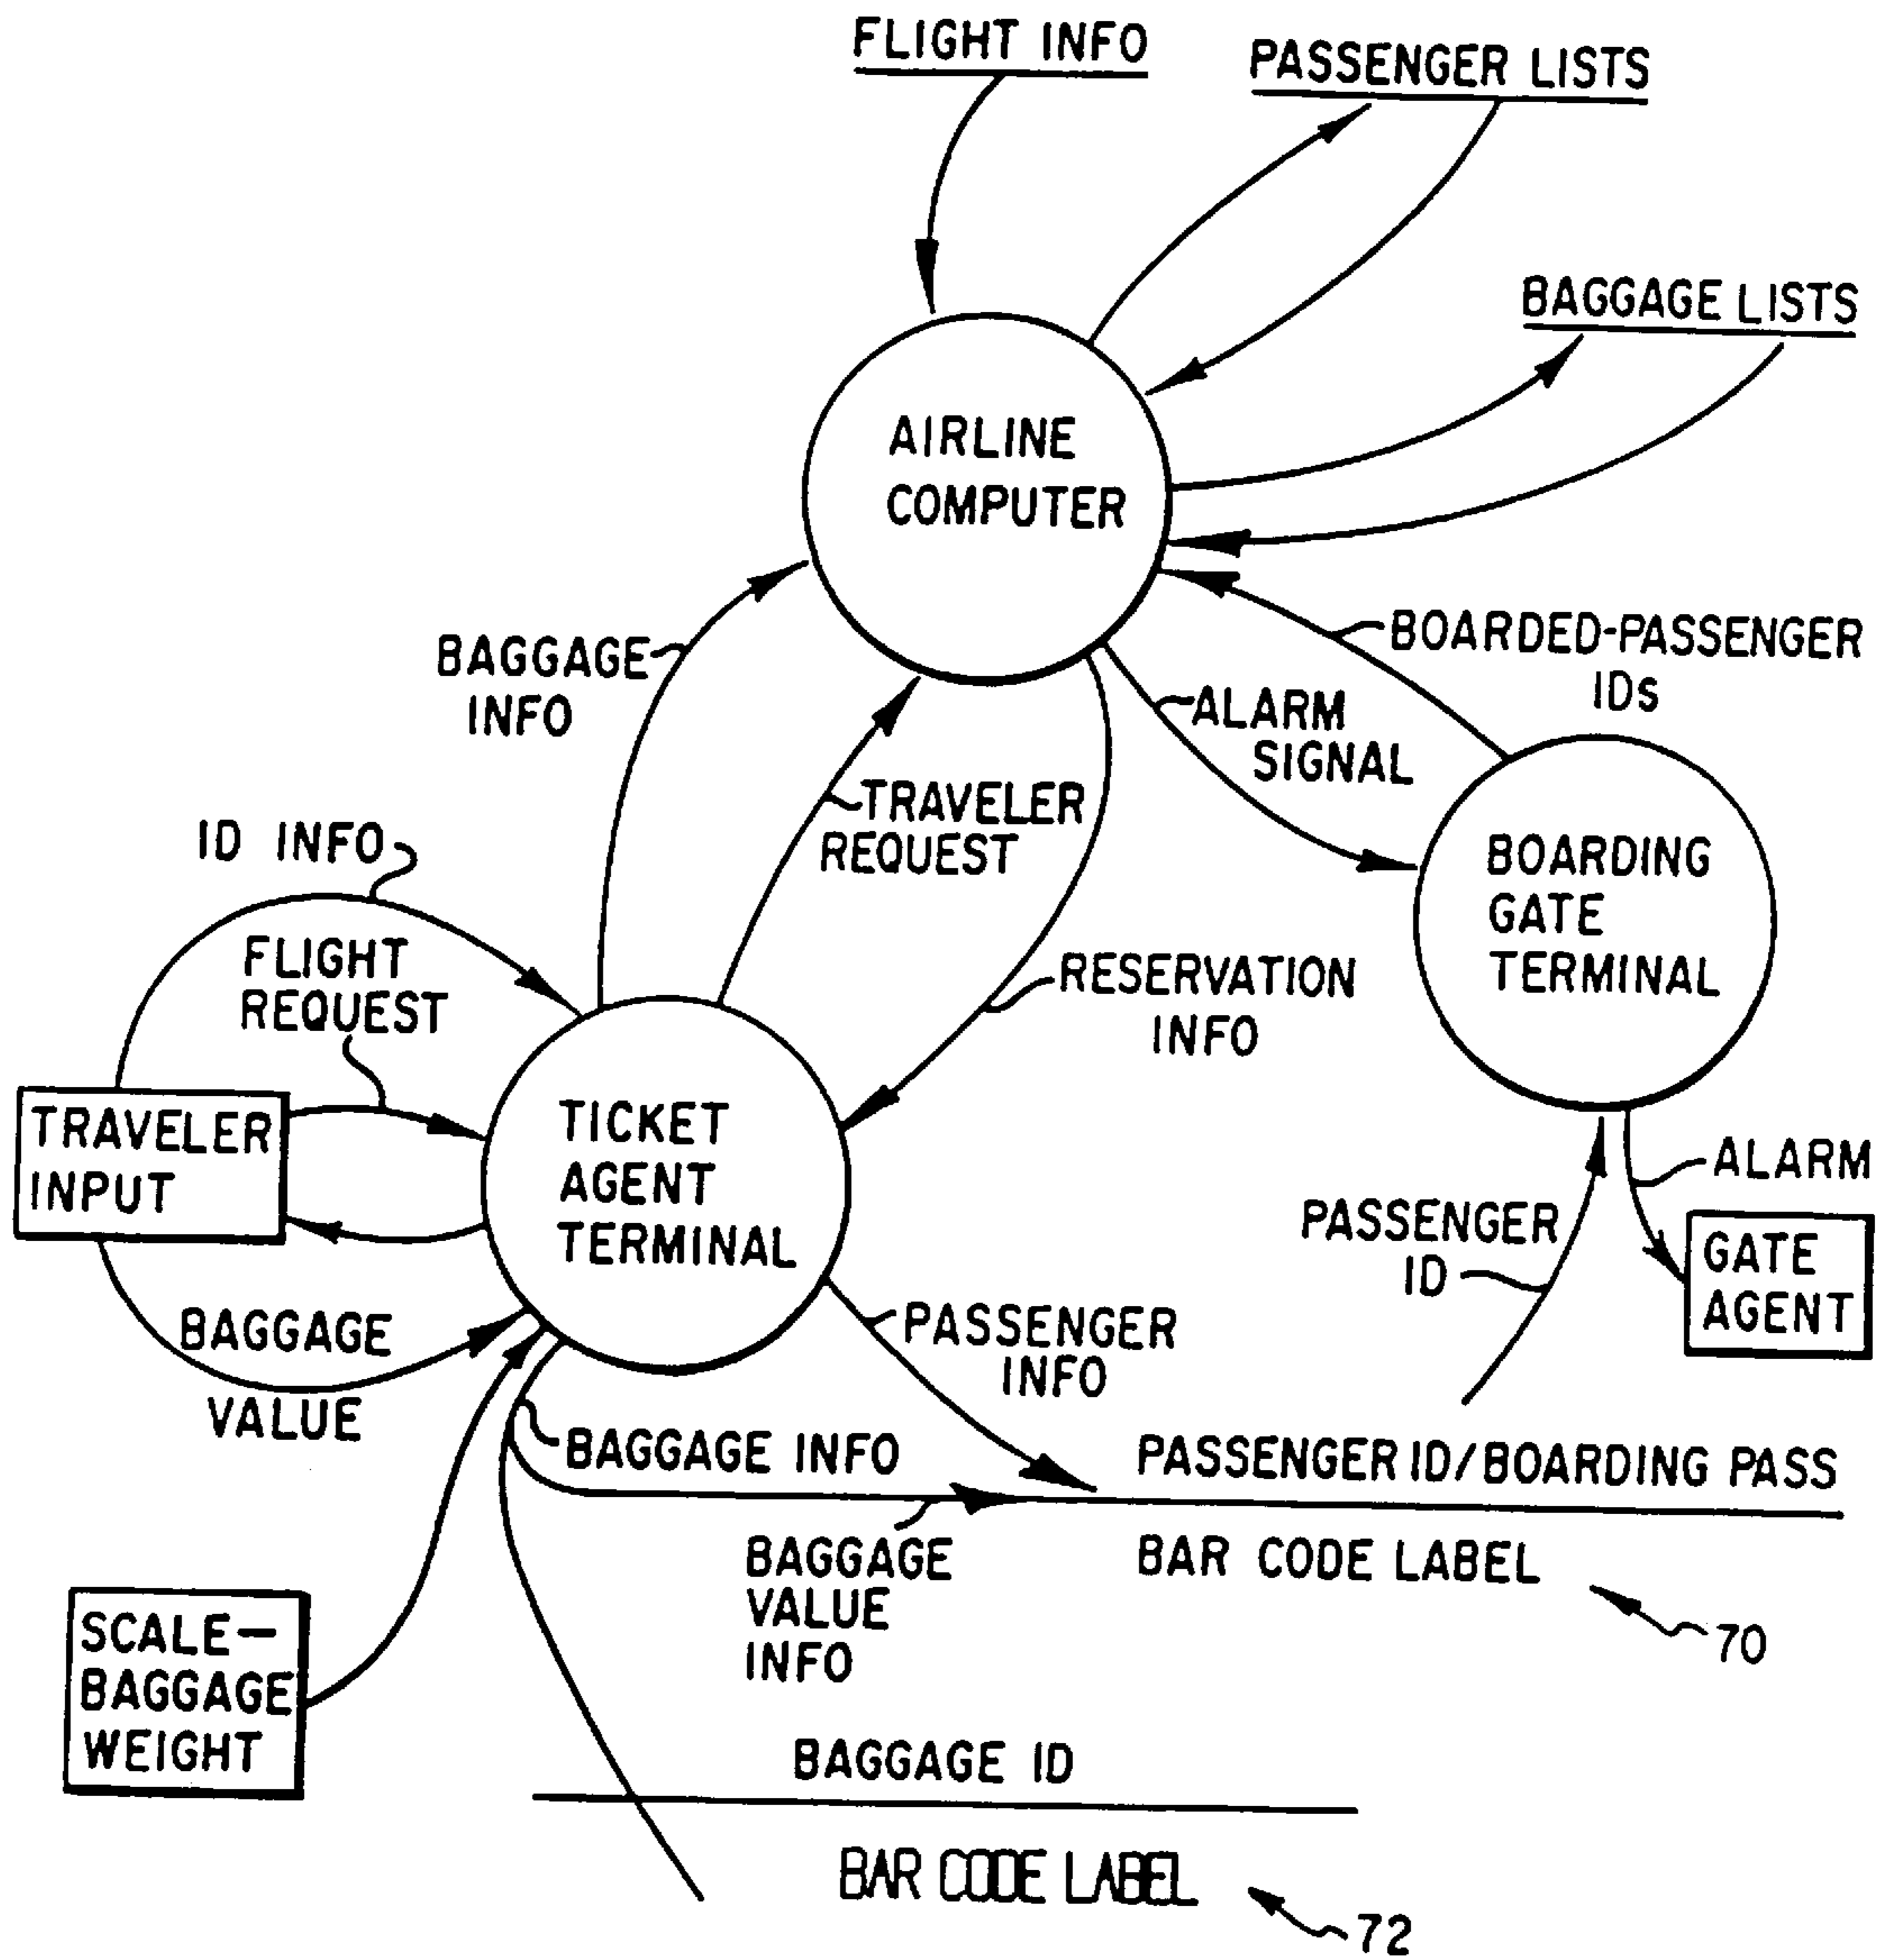 FLIGHT INFO
PASSENGER LISTS
BAGGAGE LISTS
AIRLINE
COMPUTER
BAGGAGE
INFO
BOARDED-PASSENGER
IDs
ALARM
SIGNAL
TRAVELER
REQUEST
ID INFO
FLIGHT
REQUEST
BOARDING
GATE
TERMINAL
RESERVATION
INFO
TRAVELER
INPUT
TICKET
AGENT
TERMINAL
ALARM
PASSENGER
ID
GATE
AGENT
BAGGAGE
VALUE
PASSENGER
INFO
BAGGAGE INFO
PASSENGER ID/BOARDING PASS
BAGGAGE
VALUE
INFO
BAR CODE LABEL
70
SCALE—
BAGGAGE
WEIGHT
BAGGAGE ID
BAR CODE LABEL
72